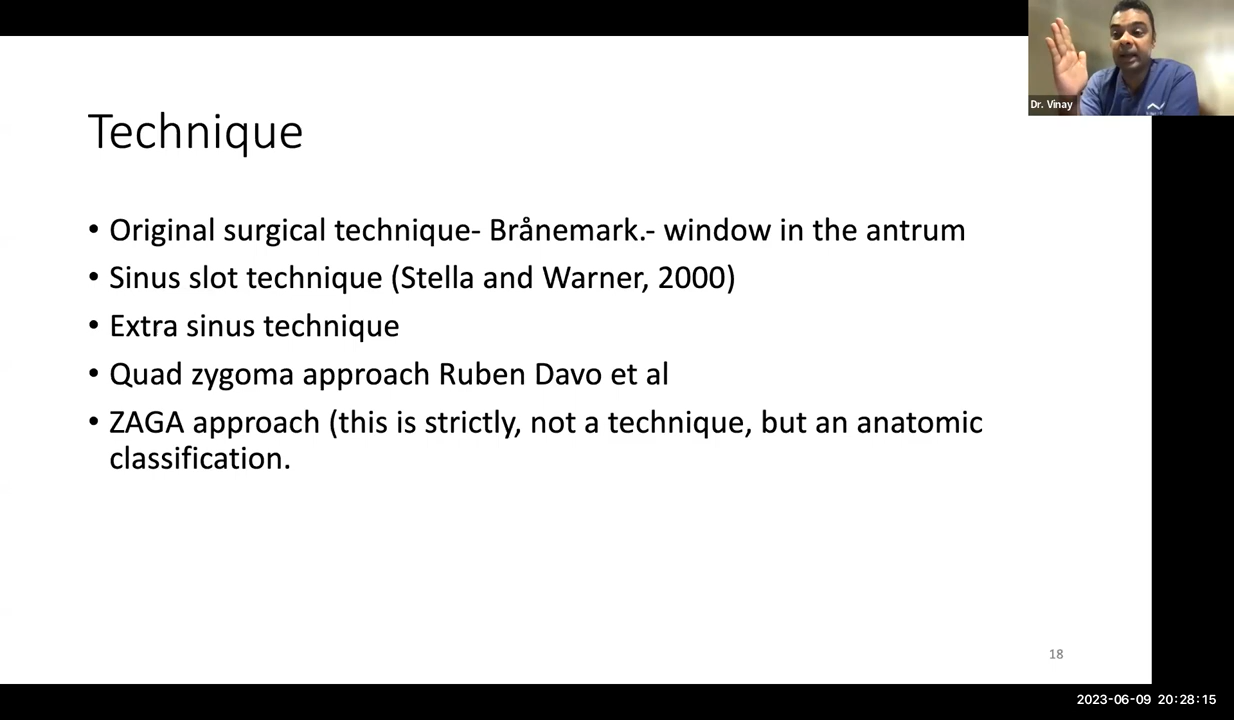 Dr. Vinay
Technique
• Original surgical technique- Brånemark.- window in the antrum
• Sinus slot technique (Stella and Warner, 2000)
• Extra sinus technique
• Quad zygoma approach Ruben Davo et al
• ZAGA approach (this is strictly, not a technique, but an anatomic
classification.
18
2023-06-09 20:28:15